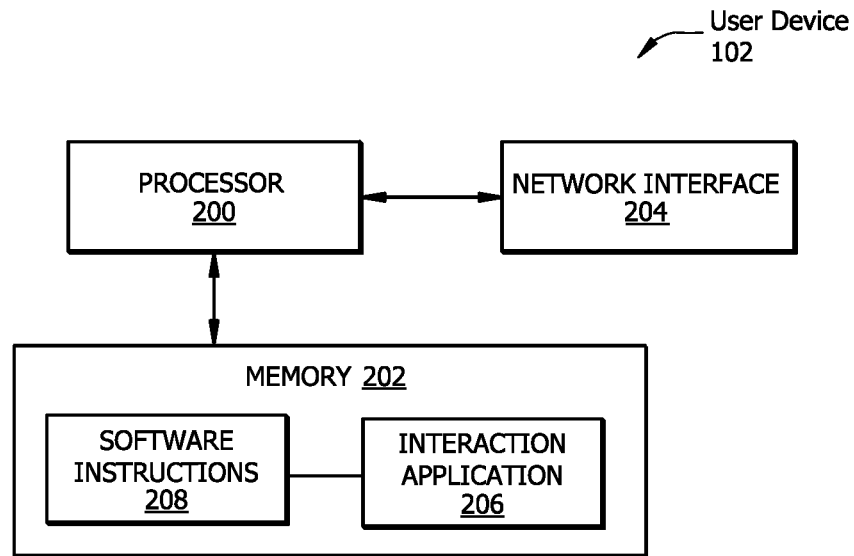 User Device
102
PROCESSOR
200
NETWORK INTERFACE
204
MEMORY 202
SOFTWARE
INSTRUCTIONS
208
INTERACTION
APPLICATION
206